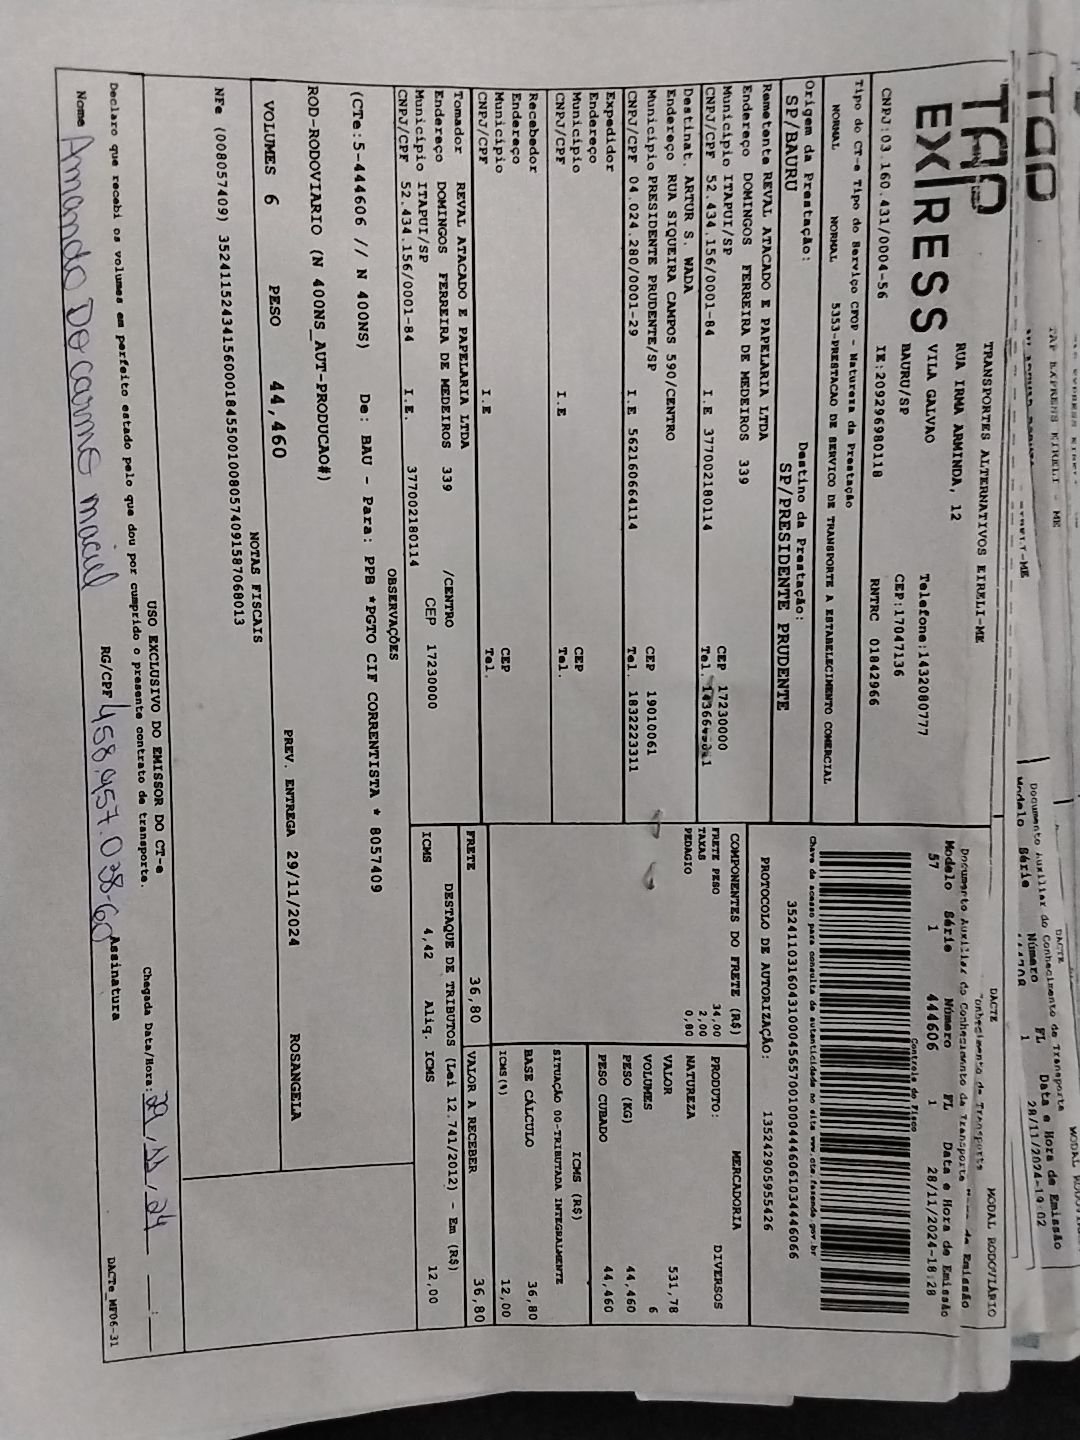 TAP
EXPRESS
TRANSPORTES ALTERNATIVOS EIRELI-ME
RUA IRMA ARMINDA, 12
VILA GALVAO
BAURU/SP
Telefone:1432080777
CEP:17047136
CNPJ:03.160.431/0004-56 IE:209296980118 RNTRC 01842966
DACTE MODAL RODOVIÁRIO
Modelo Série Número FL Data e Hora de Emissão
57 1 444606 1 28/11/2024-18:28
Controle do Fisco
Tipo do CT-e Tipo do Serviço CFOP - Natureza da Prestação
NORMAL NORMAL 5353-PRESTACAO DE SERVICO DE TRANSPORTE A ESTABELECIMENTO COMERCIAL
Chave de acesso para consulta de autenticidade no site www.cte.fazenda.gov.br
35241103160431000456570010004446061034446066
PROTOCOLO DE AUTORIZAÇÃO: 135242905955426
Origem da Prestação: Destino da Prestação:
SP/BAURU SP/PRESIDENTE PRUDENTE
Remetente REVAL ATACADO E PAPELARIA LTDA
Endereço DOMINGOS FERREIRA DE MEDEIROS 339
Município ITAPUI/SP CEP 17230000
CNPJ/CPF 52.434.156/0001-84 I.E 377002180114 Tel.
Destinat. ARTUR S. WADA
Endereço RUA SIQUEIRA CAMPOS 590/CENTRO
Município PRESIDENTE PRUDENTE/SP CEP 19010061
CNPJ/CPF 04.024.280/0001-29 I.E 562160664114 Tel. 1832223311
Expedidor
Endereço
Município CEP
CNPJ/CPF I.E. Tel.
Recebedor
Endereço
Município CEP
CNPJ/CPF I.E Tel.
Tomador REVAL ATACADO E PAPELARIA LTDA
Endereço DOMINGOS FERREIRA DE MEDEIROS 339 /CENTRO
Município ITAPUI/SP CEP 17230000
CNPJ/CPF 52.434.156/0001-84 I.E. 377002180114
COMPONENTES DO FRETE (R$)
FRETE PESO 34,00
TAXAS 2,00
PEDAGIO 0,80
PRODUTO: MERCADORIA
NATUREZA DIVERSOS
VALOR 531,78
VOLUMES 6
PESO (KG) 44,460
PESO CUBADO 44,460
ICMS (R$)
SITUAÇÃO 00-TRIBUTADA INTEGRALMENTE
BASE CÁLCULO 36,80
ICMS(%) 12,00
FRETE 36,80 VALOR A RECEBER 36,80
DESTAQUE DE TRIBUTOS (Lei 12.741/2012) - Em (R$)
ICMS 4,42 Aliq. ICMS 12,00
OBSERVAÇÕES
(CTe:5-444606 // N 400NS) De: BAU - Para: PPB *PGTO CIF CORRENTISTA * 8057409
ROD-RODOVIARIO (N 400NS_AUT-PRODUCAO#)
VOLUMES 6 PESO 44,460 PREV. ENTREGA 29/11/2024 ROSANGELA
NOTAS FISCAIS
NFe (008057409) 35241152434156000184550010080574091587068013
USO EXCLUSIVO DO EMISSOR DO CT-e
Declaro que recebi os volumes em perfeito estado pelo que dou por cumprido o presente contrato de transporte. Chegada Data/Hora: 29/11/24 :
Nome Amanda Do carmo maciel RG/CPF 458.957.038-60 Assinatura
DACTe_MF06-31